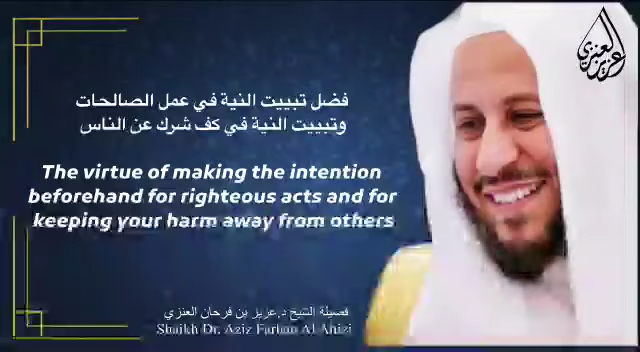 فضل تبييت النية في عمل الصالحات
وتبييت النية في كف شرك عن الناس
The virtue of making the intention
beforehand for righteous acts and for
keeping your harm away from others
فضيلة الشيخ د.عزيز بن فرحان العنزي
Shaikh Dr. Aziz Farhan Al Anizi
عزيز العنزي